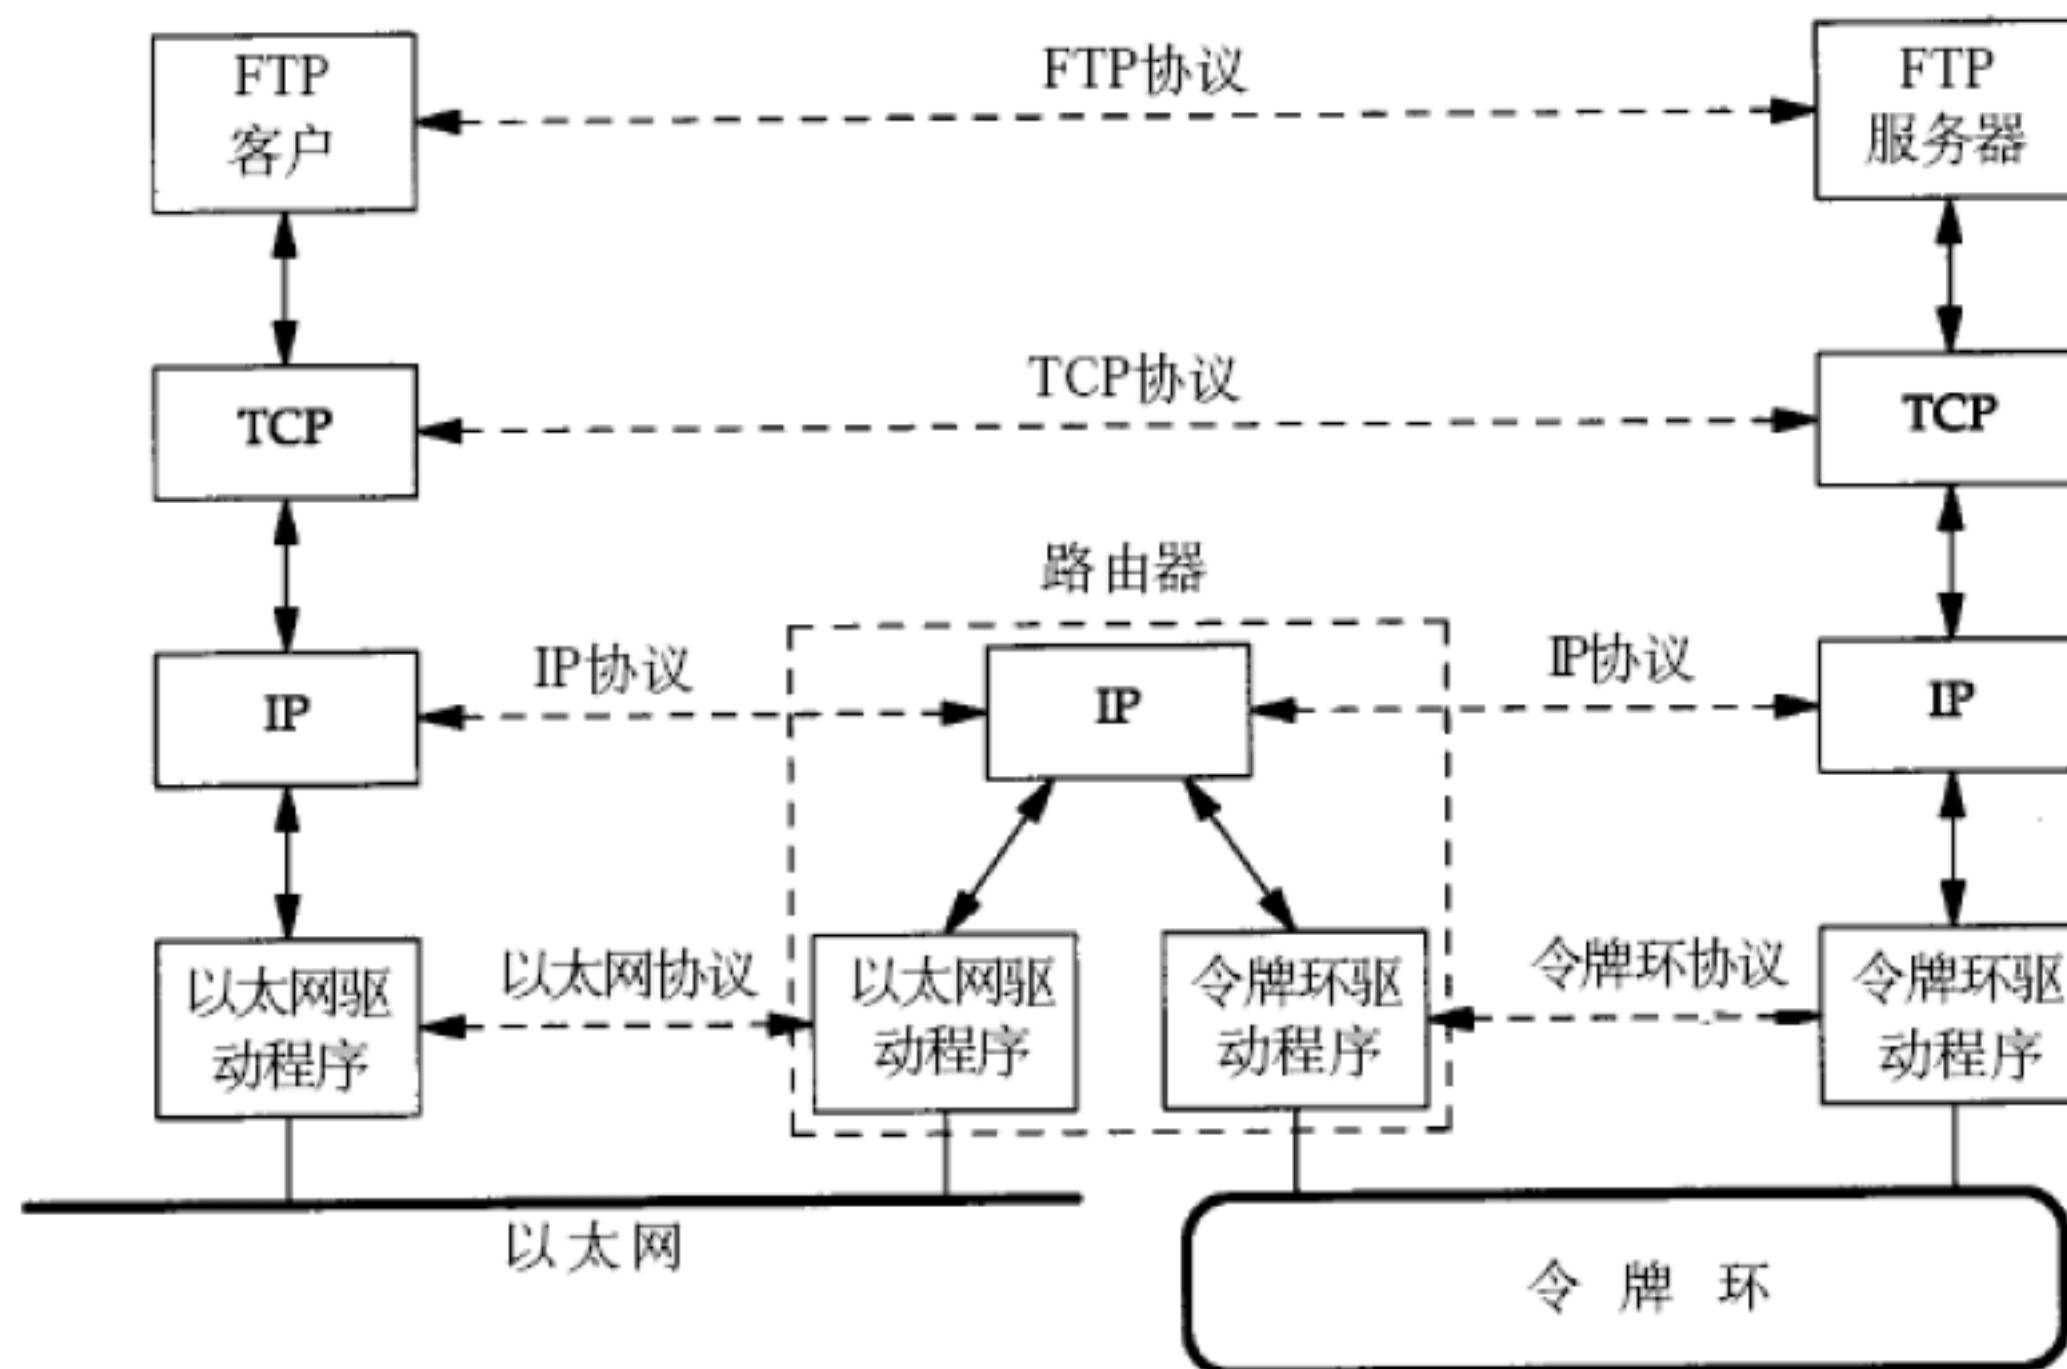 FTP
客户
FTP协议
FTP
服务器
TCP
TCP协议
TCP
路由器
IP
IP协议
IP
IP协议
IP
以太网驱
动程序
以太网协议
以太网驱
动程序
令牌环驱
动程序
令牌环协议
令牌环驱
动程序
以太网
令牌环